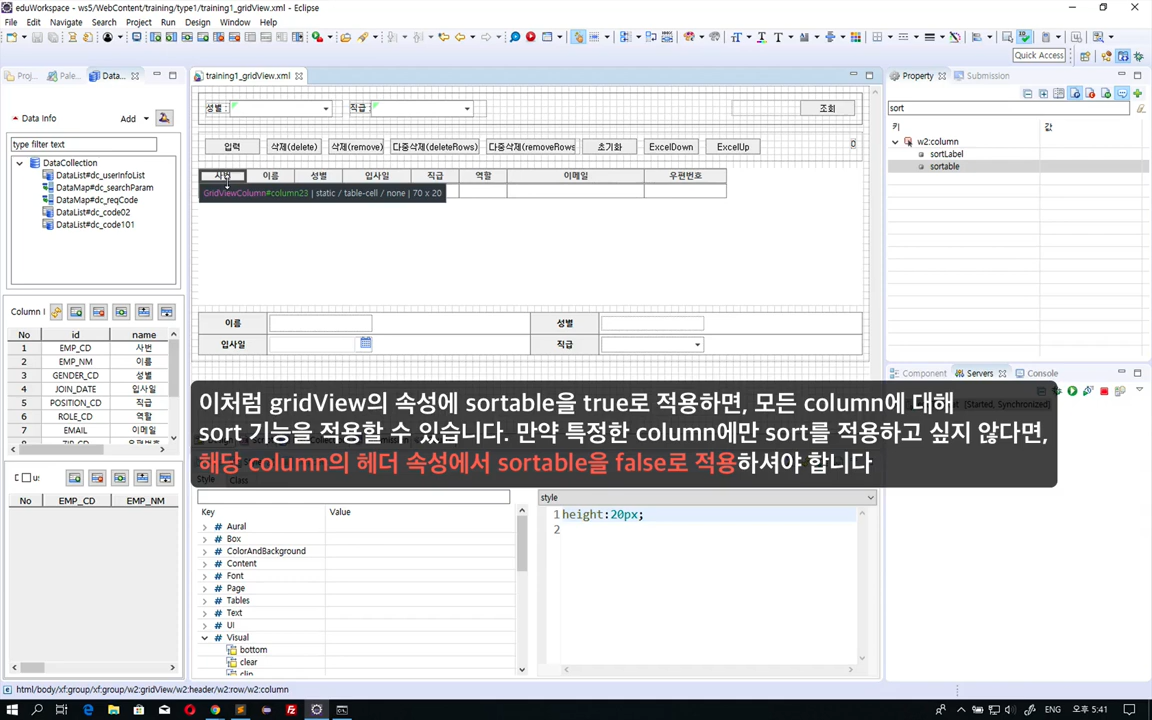 eduWorkspace - ws5/WebContent/training/type1/training1_gridView.xml - Eclipse
File Edit Navigate Search Project Run Design Window Help
Quick Access
Proj...
Pale...
Data...
training1_gridView.xml
Property
Submission
Data Info
Add
type filter text
DataCollection
DataList#dc_userInfoList
DataMap#dc_searchParam
DataMap#dc_reqCode
DataList#dc_code02
DataList#dc_code101
성별:
직급:
조회
입력
삭제(delete)
삭제(remove)
다중삭제(deleteRows)
다중삭제(removeRows
초기화
ExcelDown
ExcelUp
0
사번 이름 성별 입사일 직급 역할 이메일 우편번호
GridViewColumn#column23 | static / table-cell / none | 70 x 20
sort
키 값
w2:column
sortLabel
sortable
Column I
No id name
1 EMP_CD 사번
2 EMP_NM 이름
3 GENDER_CD 성별
4 JOIN_DATE 입사일
5 POSITION_CD 직급
6 ROLE_CD 역할
7 EMAIL 이메일
이름 성별
입사일 직급
Component
Servers
Console
이처럼 gridView의 속성에 sortable을 true로 적용하면, 모든 column에 대해
sort 기능을 적용할 수 있습니다. 만약 특정한 column에만 sort를 적용하고 싶지 않다면,
해당 column의 헤더 속성에서 sortable을 false로 적용하셔야 합니다
No EMP_CD EMP_NM
Style Class
Key Value
Aural
Box
ColorAndBackground
Content
Font
Page
Tables
Text
UI
Visual
bottom
clear
clip
style
1 height:20px;
2
html/body/xf:group/xf:group/w2:gridView/w2:header/w2:row/w2:column
ENG
오후 5:41